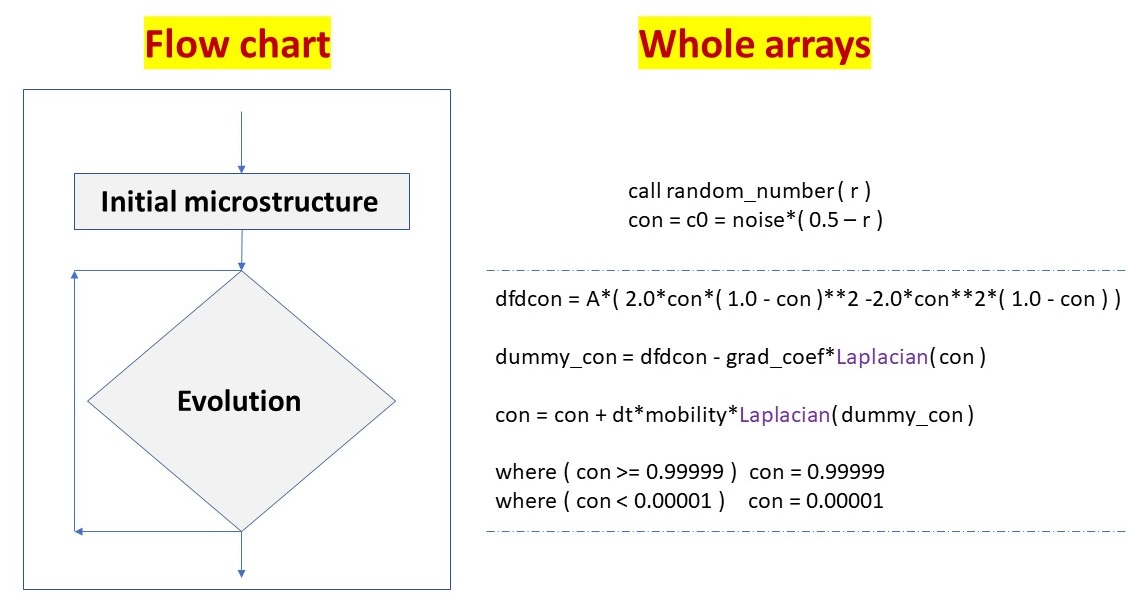 Flow chart
Whole arrays
Initial microstructure
call random_number ( r )
con = c0 = noise*( 0.5 – r )
Evolution
dfdcon = A*( 2.0*con*( 1.0 - con )**2 -2.0*con**2*( 1.0 - con ) )
dummy_con = dfdcon - grad_coef*Laplacian( con )
con = con + dt*mobility*Laplacian( dummy_con )
where ( con >= 0.99999 ) con = 0.99999
where ( con < 0.00001 ) con = 0.00001